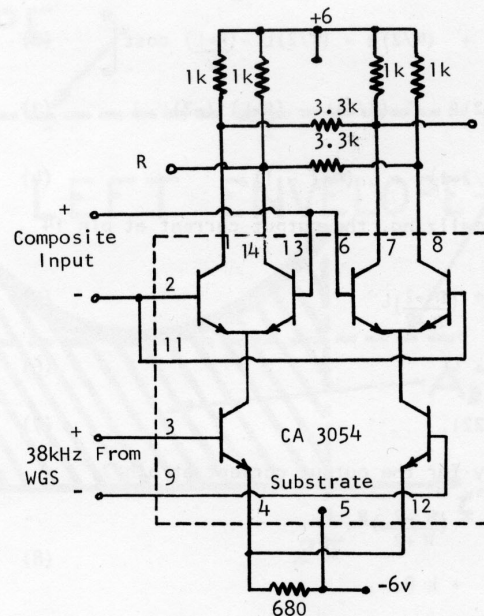 +6
1k 1k 1k 1k
3.3k
3.3k
R
+
Composite
Input
-
1 14 13 6 7 8
2
11
+
3
CA 3054
38kHz From
WGS
-
9
Substrate
4 5 12
-6v
680